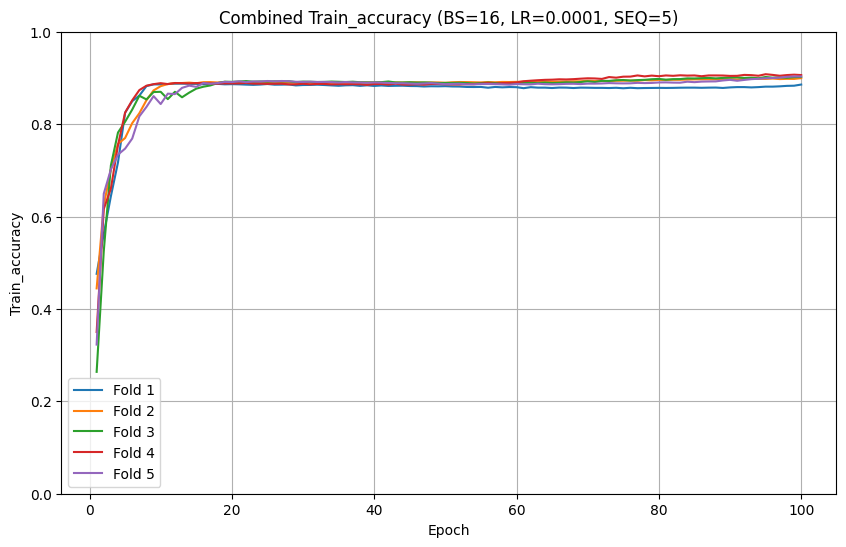 Combined Train_accuracy (BS=16, LR=0.0001, SEQ=5)
Train_accuracy
1.0
0.8
0.6
0.4
0.2
0.0
Fold 1
Fold 2
Fold 3
Fold 4
Fold 5
0 20 40 60 80 100
Epoch